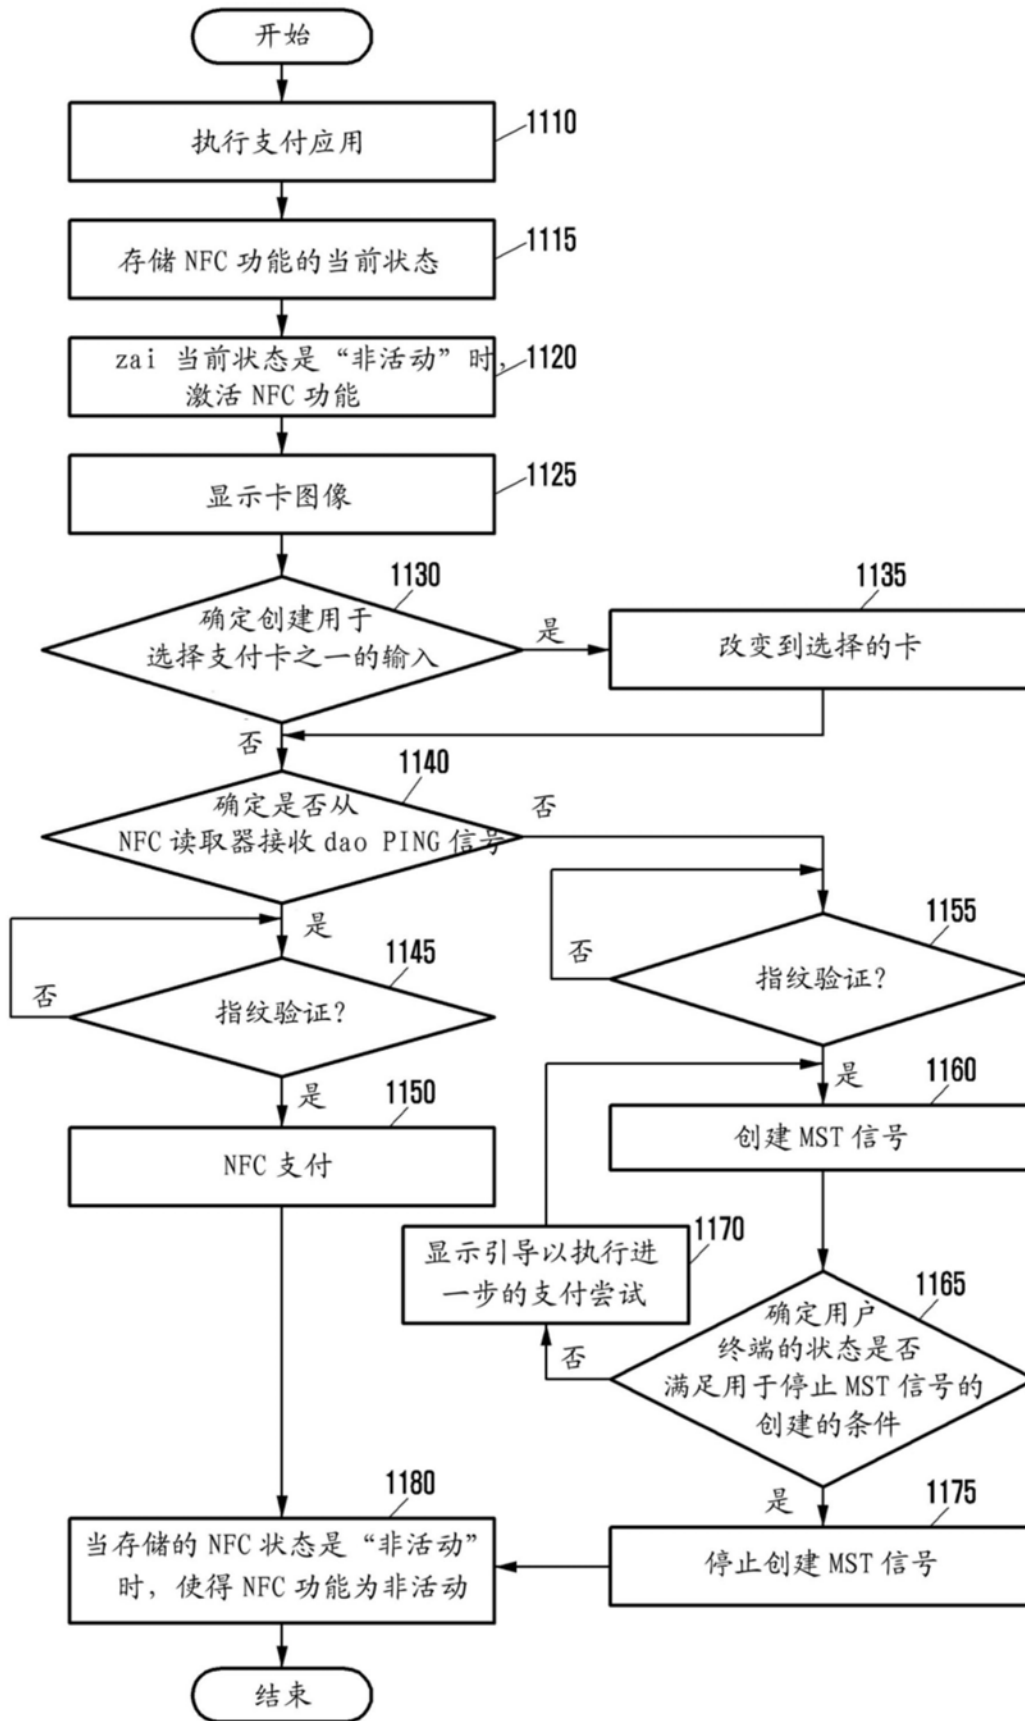 开始
执行支付应用
1110
存储 NFC 功能的当前状态
1115
zai 当前状态是“非活动”时，
激活 NFC 功能
1120
显示卡图像
1125
1130
确定创建用于
选择支付卡之一的输入
是
1135
改变到选择的卡
否
1140
确定是否从
NFC 读取器接收 dao PING 信号
否
是
1145
指纹验证？
否
是
1155
指纹验证？
否
是
1150
NFC 支付
1160
创建 MST 信号
1170
显示引导以执行进
一步的支付尝试
1165
确定用户
终端的状态是否
满足用于停止 MST 信号的
创建的条件
否
是
1175
停止创建 MST 信号
1180
当存储的 NFC 状态是“非活动”
时，使得 NFC 功能为非活动
结束